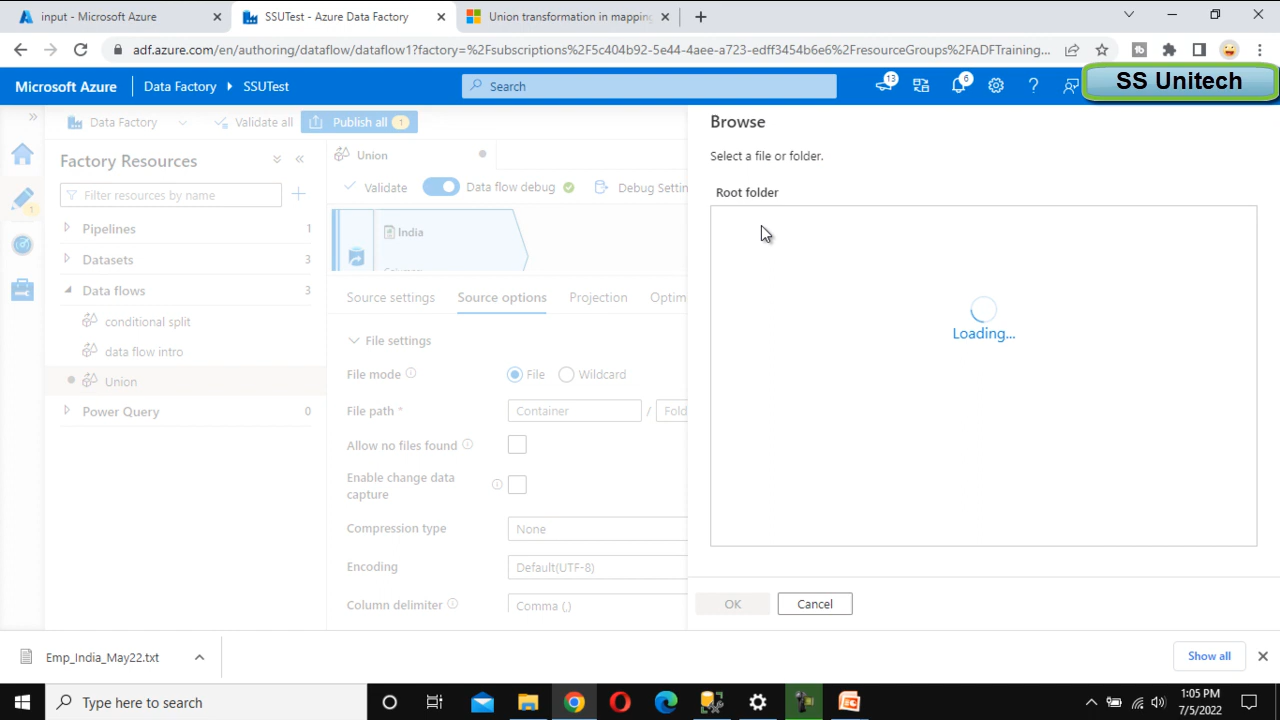 input - Microsoft Azure
SSUTest - Azure Data Factory
Union transformation in mapping
adf.azure.com/en/authoring/dataflow/dataflow1?factory=%2Fsubscriptions%2F5c404b92-5e44-4aee-a723-edff3454b6e6%2FresourceGroups%2FADFTraining...
Microsoft Azure
Data Factory
SSUTest
Search
13
6
SS Unitech
Data Factory
Validate all
Publish all
1
Browse
Select a file or folder.
Root folder
Loading...
OK
Cancel
Factory Resources
Filter resources by name
Pipelines
1
Datasets
3
Data flows
3
conditional split
data flow intro
Union
Power Query
0
Union
Validate
Data flow debug
Debug Settin
India
Source settings
Source options
Projection
Optim
File settings
File mode
File
Wildcard
File path *
Container
/
Fold
Allow no files found
Enable change data
capture
Compression type
None
Encoding
Default(UTF-8)
Column delimiter
Comma (,)
Emp_India_May22.txt
Show all
Type here to search
1:05 PM
7/5/2022